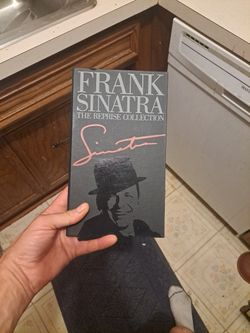 FRANK
SINATRA
THE REPRISE COLLECTION
Sinatra